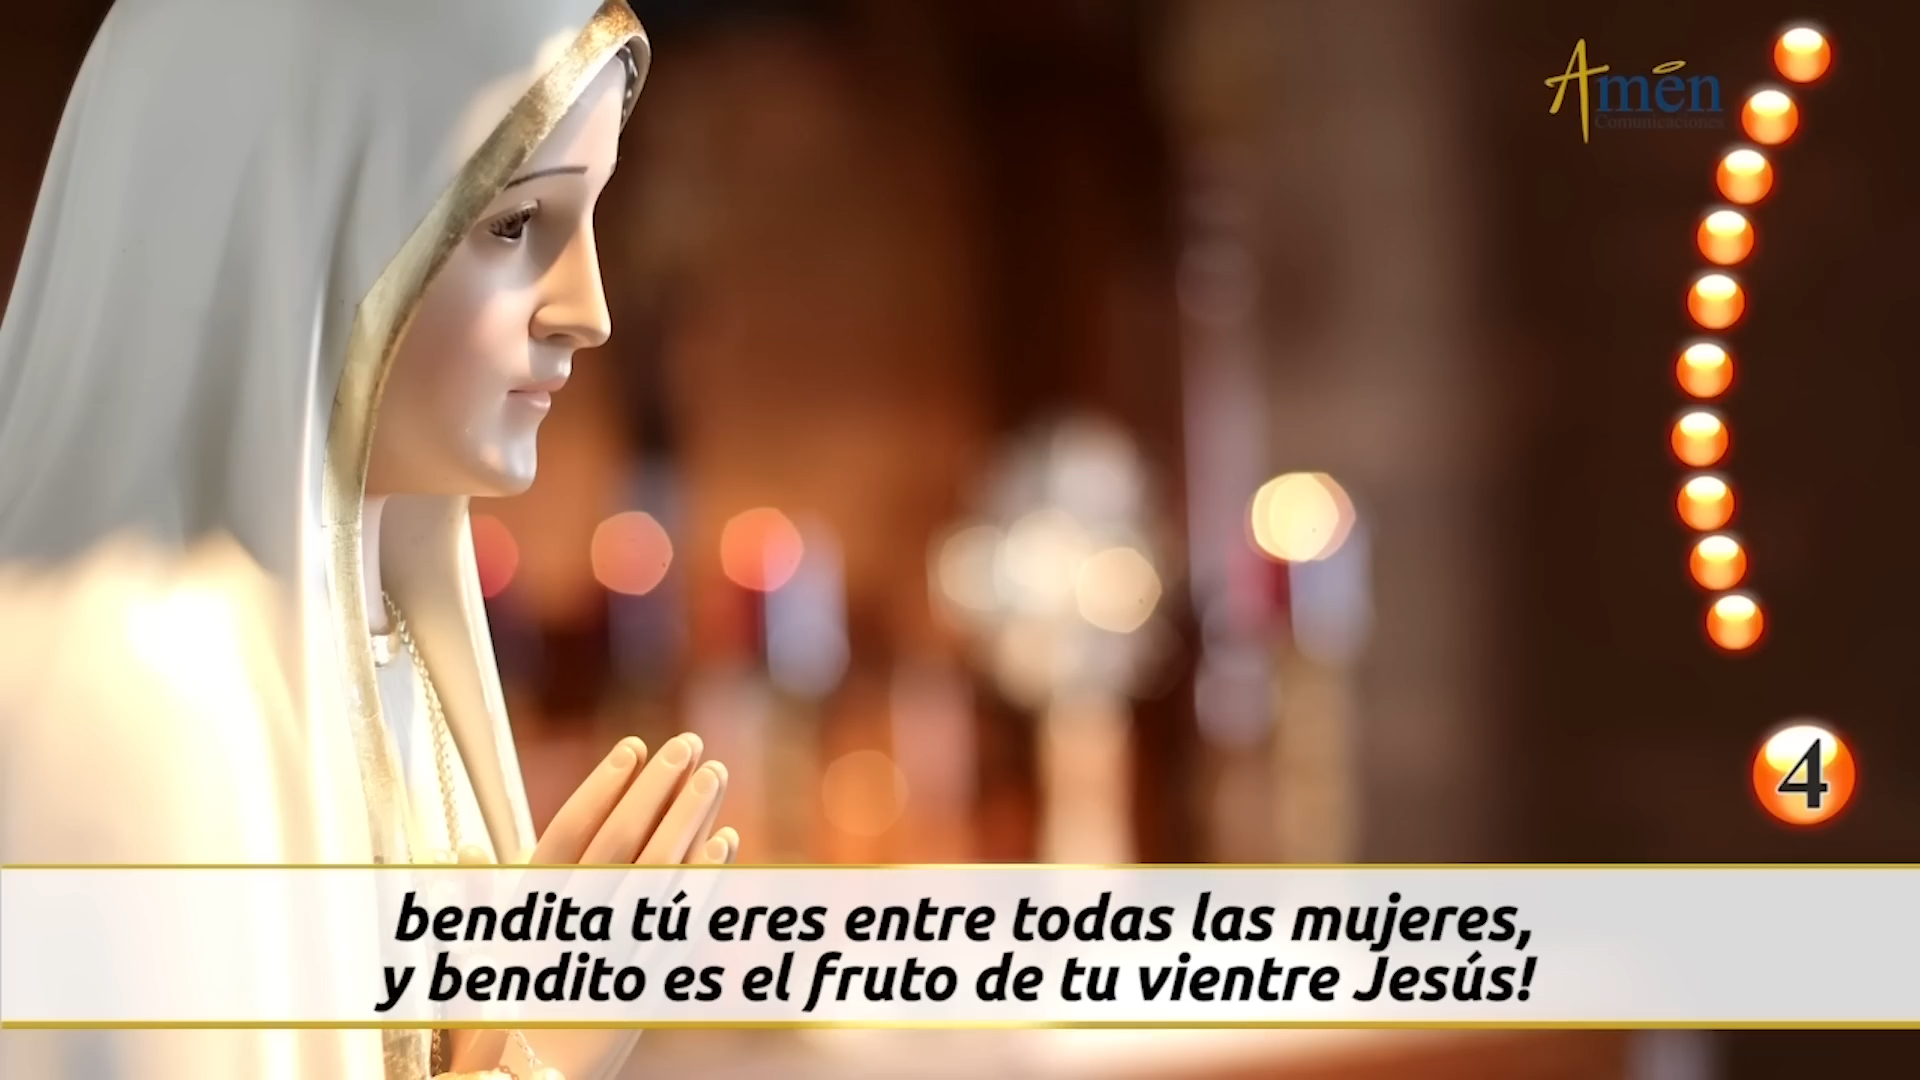 Amén
Comunicaciones
4
bendita tú eres entre todas las mujeres,
y bendito es el fruto de tu vientre Jesús!